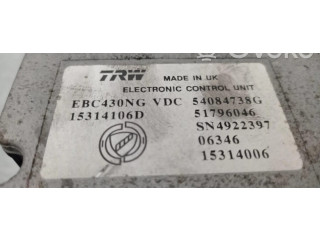 TRW MADE IN UK
ELECTRONIC CONTROL UNIT
EBC430NG VDC 54084738G
15314106D 51796046
SN4922397
06346
15314006